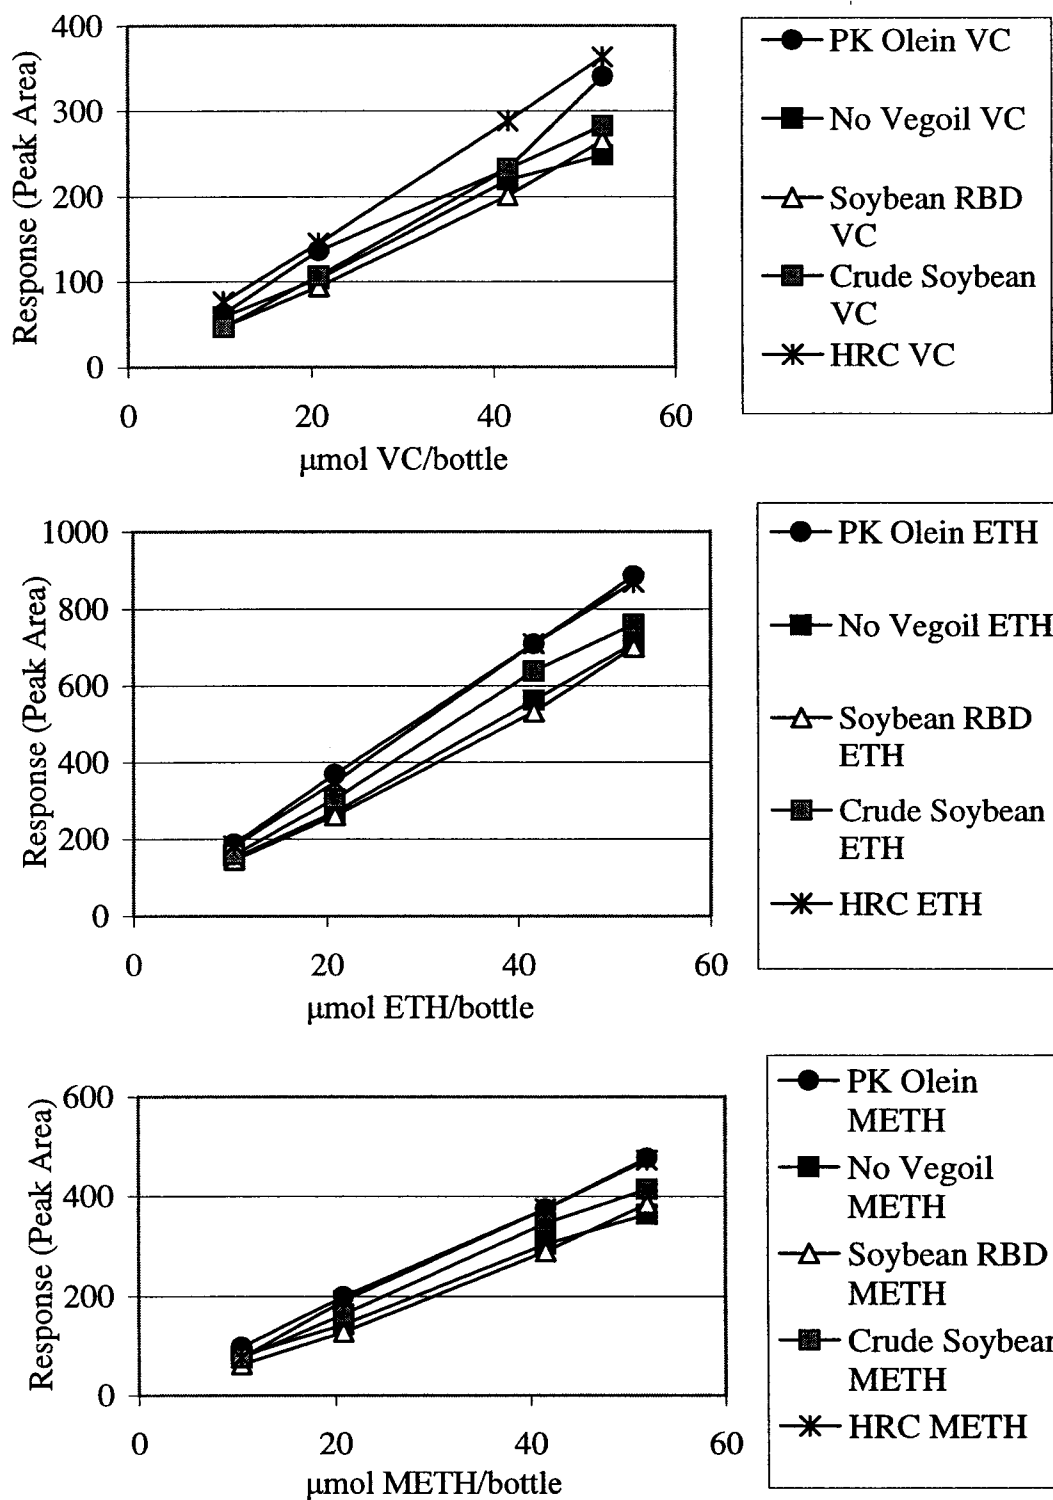 400
300
200
100
0
0 20 40 60
Response (Peak Area)
μmol VC/bottle
PK Olein VC
No Vegoil VC
Soybean RBD
VC
Crude Soybean
VC
HRC VC
1000
800
600
400
200
0
0 20 40 60
Response (Peak Area)
μmol ETH/bottle
PK Olein ETH
No Vegoil ETH
Soybean RBD
ETH
Crude Soybean
ETH
HRC ETH
600
400
200
0
0 20 40 60
Response (Peak Area)
μmol METH/bottle
PK Olein
METH
No Vegoil
METH
Soybean RBD
METH
Crude Soybean
METH
HRC METH